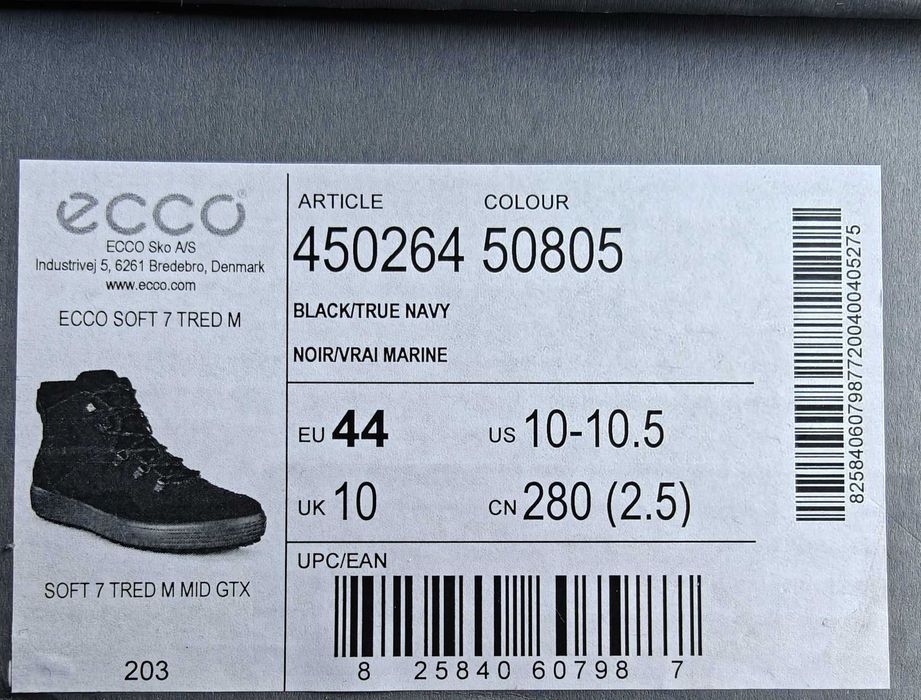 ecco®
ECCO Sko A/S
Industrivej 5, 6261 Bredebro, Denmark
www.ecco.com
ECCO SOFT 7 TRED M
SOFT 7 TRED M MID GTX
203
ARTICLE COLOUR
450264 50805
BLACK/TRUE NAVY
NOIR/VRAI MARINE
EU 44 US 10-10.5
UK 10 CN 280 (2.5)
UPC/EAN
8 25840 60798 7
8258406079877200400405275